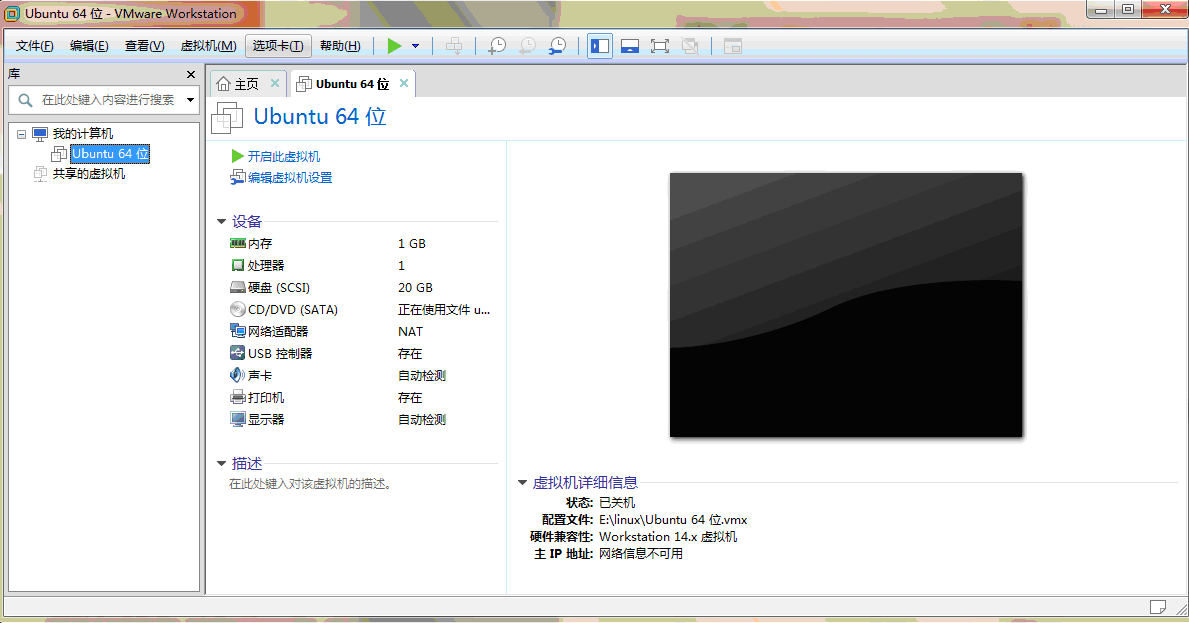 Ubuntu 64 位 - VMware Workstation
文件(F) 编辑(E) 查看(V) 虚拟机(M) 选项卡(T) 帮助(H)
库
在此处键入内容进行搜索
我的计算机
Ubuntu 64 位
共享的虚拟机
主页 Ubuntu 64 位
Ubuntu 64 位
开启此虚拟机
编辑虚拟机设置
设备
内存 1 GB
处理器 1
硬盘 (SCSI) 20 GB
CD/DVD (SATA) 正在使用文件 u...
网络适配器 NAT
USB 控制器 存在
声卡 自动检测
打印机 存在
显示器 自动检测
描述
在此处键入对该虚拟机的描述。
虚拟机详细信息
状态: 已关机
配置文件: E:\linux\Ubuntu 64 位.vmx
硬件兼容性: Workstation 14.x 虚拟机
主 IP 地址: 网络信息不可用